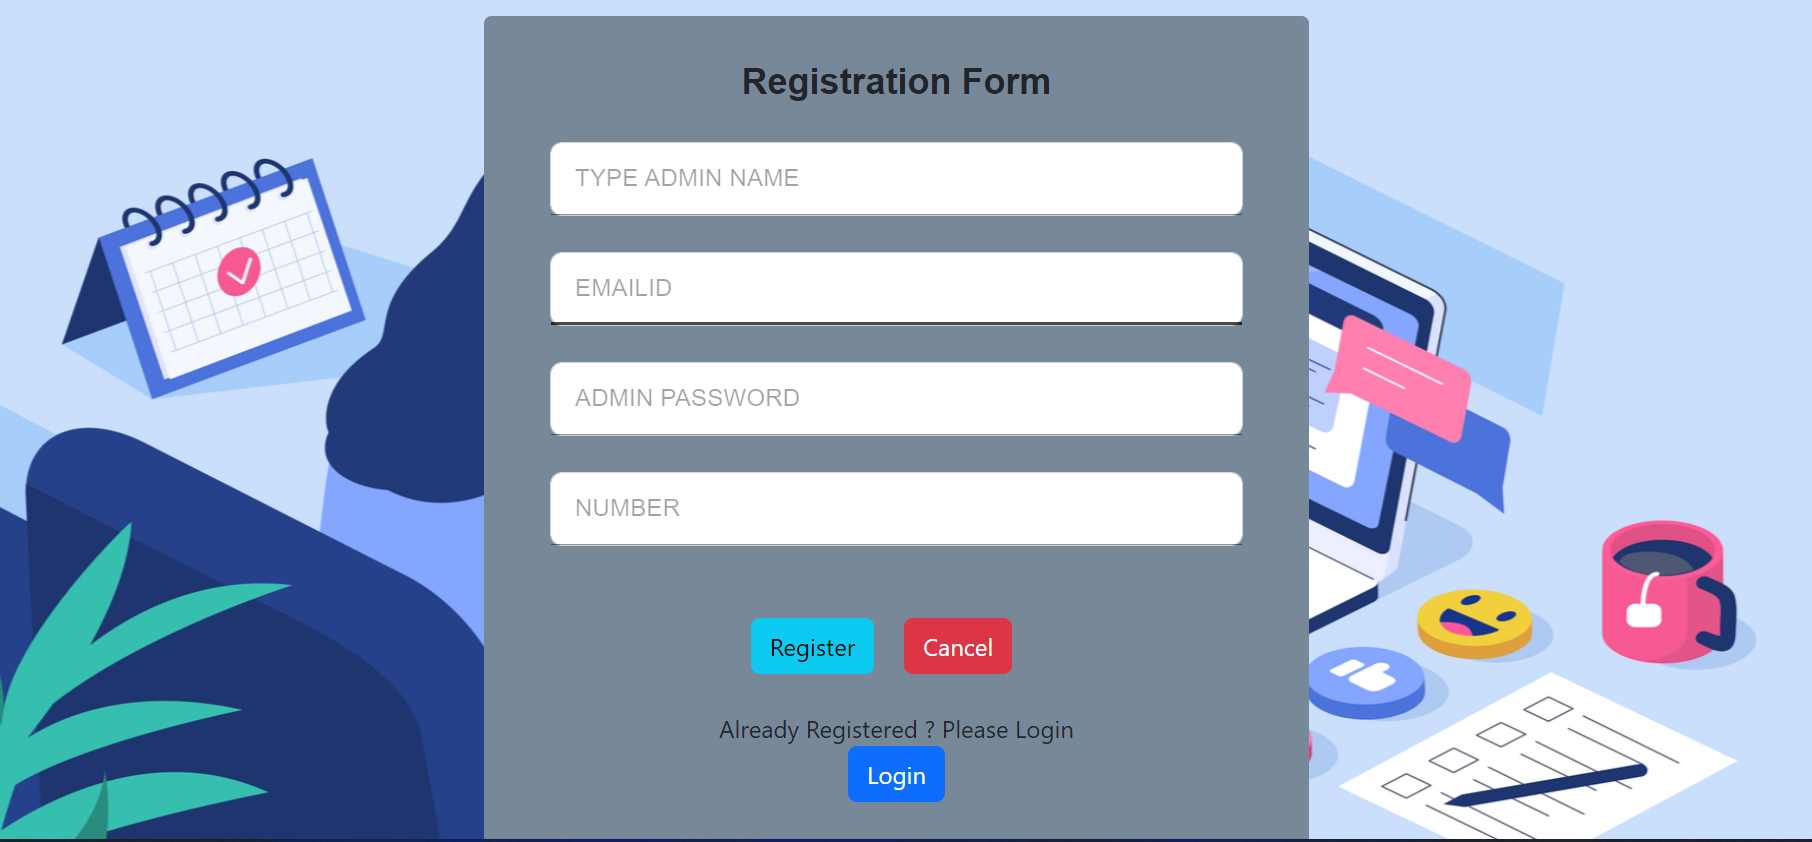 Registration Form
TYPE ADMIN NAME
EMAILID
ADMIN PASSWORD
NUMBER
Register Cancel
Already Registered ? Please Login
Login